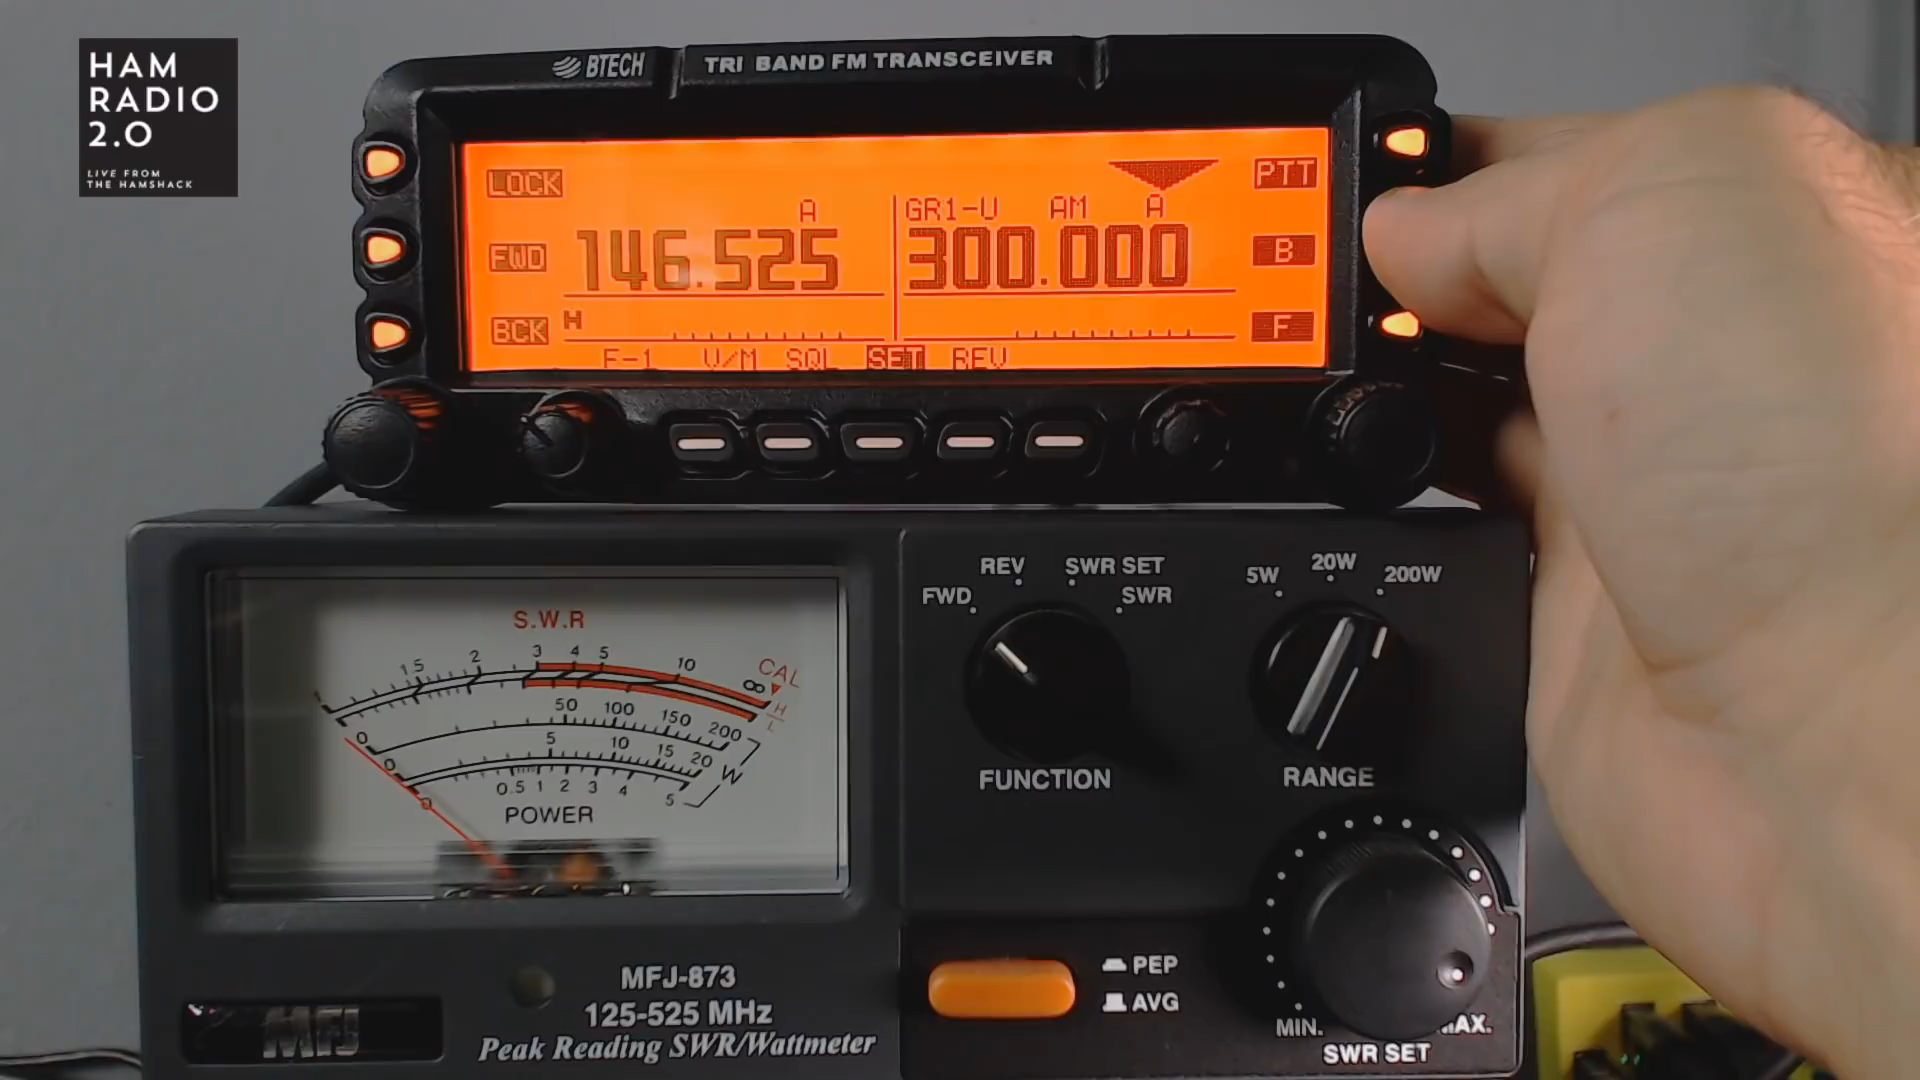 HAM
RADIO
2.0
LIVE FROM
THE HAMSHACK
BTECH
TRI BAND FM TRANSCEIVER
LOCK
PTT
A
GR1-U AM A
FWD
146.525
300.000
B
BCK
H
F
F-1 V/M SQL SET REV
S.W.R
1 1.5 2 3 4 5 10 ∞
CAL
H
L
0 50 100 150 200
0 5 10 15 20
W
0 0.5 1 2 3 4 5
POWER
FWD
REV
SWR SET
SWR
FUNCTION
5W
20W
200W
RANGE
MFJ-873
125-525 MHz
Peak Reading SWR/Wattmeter
MFJ
PEP
AVG
MIN.
MAX.
SWR SET